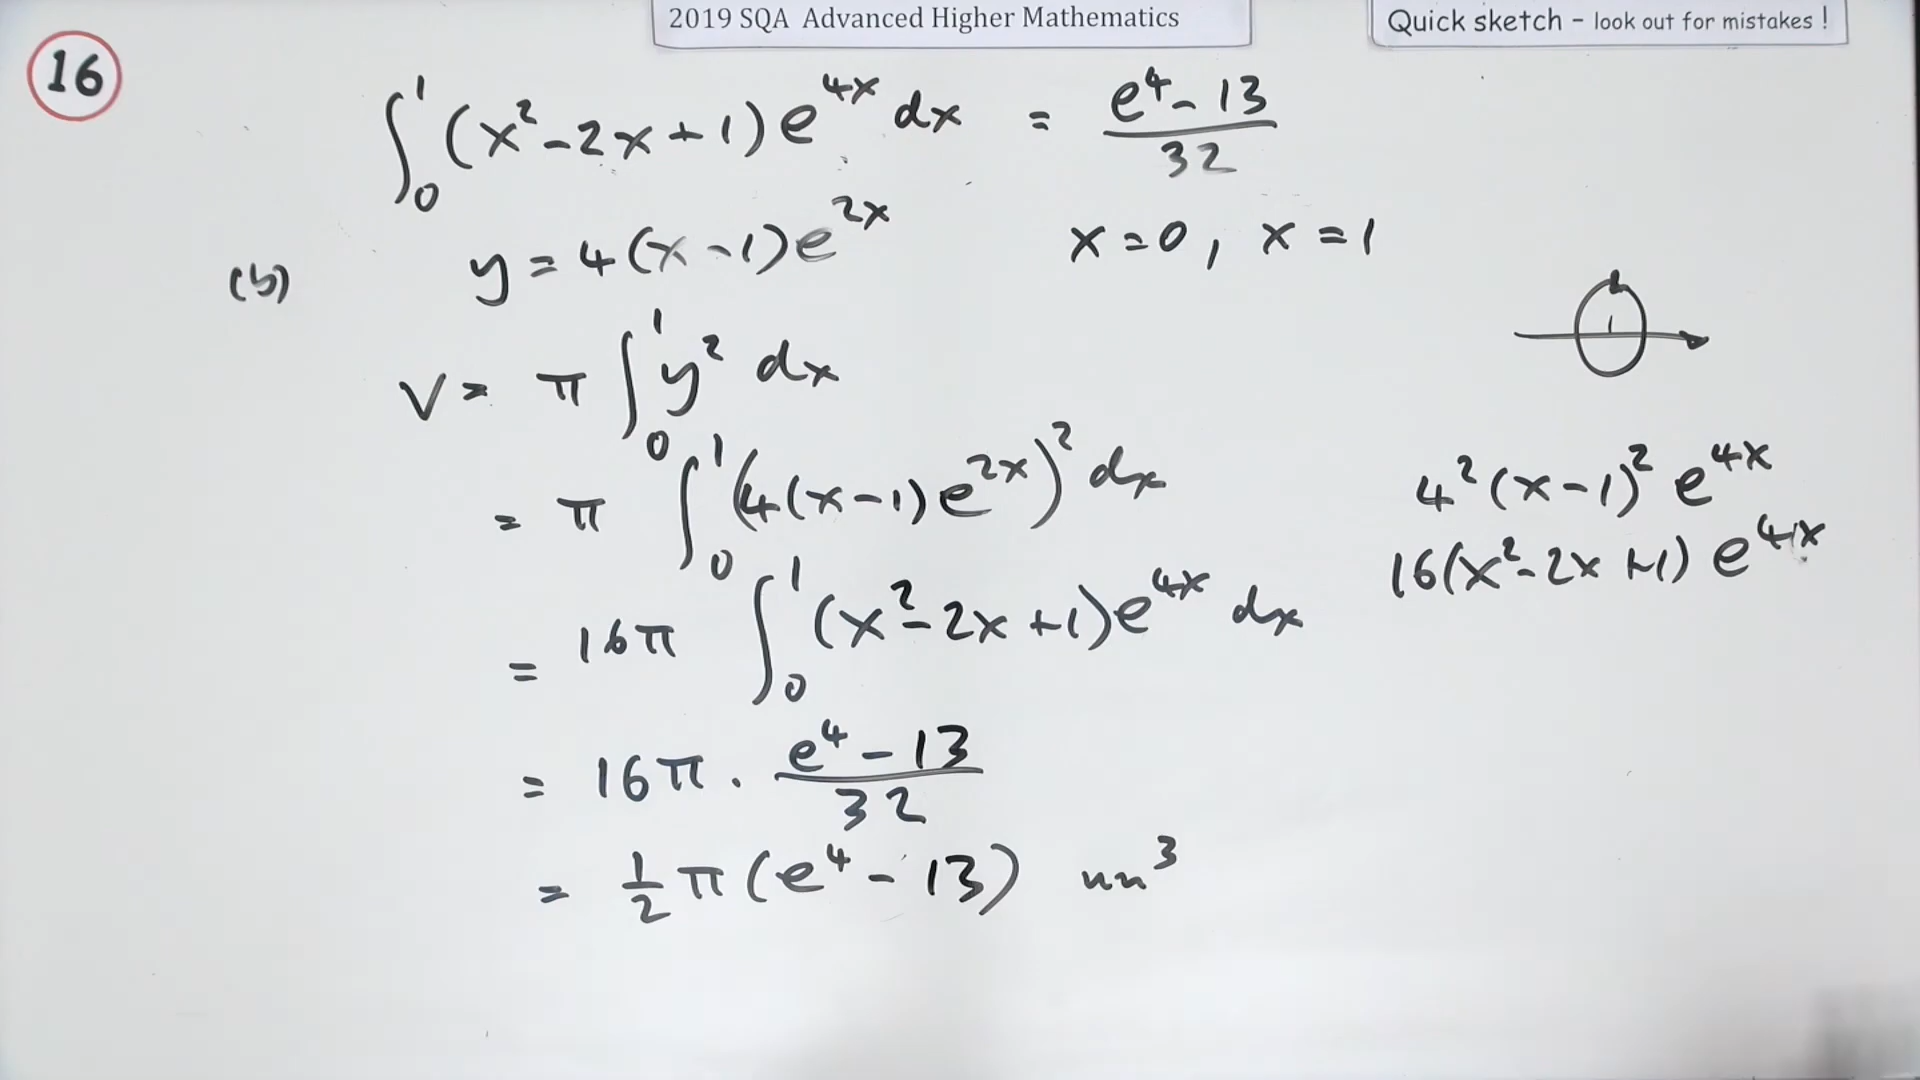 2019 SQA Advanced Higher Mathematics
Quick sketch - look out for mistakes !
16
∫₀¹ (x² - 2x + 1) e^{4x} dx = (e⁴ - 13)/32
(b) y = 4(x - 1)e^{2x} x = 0, x = 1
V = π ∫₀¹ y² dx
= π ∫₀¹ (4(x-1)e^{2x})² dx
4²(x-1)² e^{4x}
16(x² - 2x + 1) e^{4x}
= 16π ∫₀¹ (x² - 2x + 1)e^{4x} dx
= 16π . (e⁴ - 13)/32
= ½ π (e⁴ - 13) un³